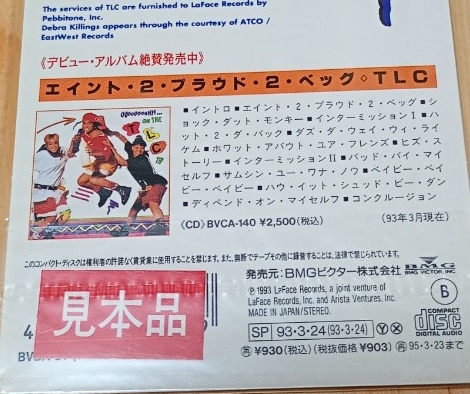 The services of TLC are furnished to LaFace Records by
Pebbitone, Inc.
Debra Killings appears through the courtesy of ATCO /
EastWest Records
《デビュー・アルバム絶賛発売中》
エイント・2・プラウド・2・ベッグ◇TLC
■イントロ■エイント・2・プラウド・2・ベッグ■シ
ョック・ダット・モンキー■インターミッションI■ハ
ット・2・ダ・バック■ダズ・ダ・ウェイ・ウィ・ライ
ケム■ホワット・アバウト・ユア・フレンズ■ヒズ・ス
トーリー■インターミッションII■バッド・バイ・マイ
セルフ■サムシン・ユー・ワナ・ノウ■ベイビー・ベイ
ビー・ベイビー■ハウ・イット・シュッド・ビー・ダン
■ディペンド・オン・マイセルフ■コンクルージョン
《CD》BVCA-140 ¥2,500(税込)
(93年3月現在)
OOOOOOOHHH...
ON THE
TLC
TIP
このコンパクト・ディスクは権利者の許諾なく賃貸業に使用することを禁じます。また、無断でテープその他に録音することは、法律で禁じられています。
発売元:BMGビクター株式会社
BMG
BMG VICTOR, INC.
Ⓟ1993 LaFace Records, a joint venture of
LaFace Records, Inc. and Arista Ventures, Inc.
MADE IN JAPAN/STEREO.
B
SP 93・3・24(93・3・24) Ⓨ Ⓧ
COMPACT
disc
DIGITAL AUDIO
¥930(税込)(税抜価格 ¥903) 95・3・23まで
見本品
4